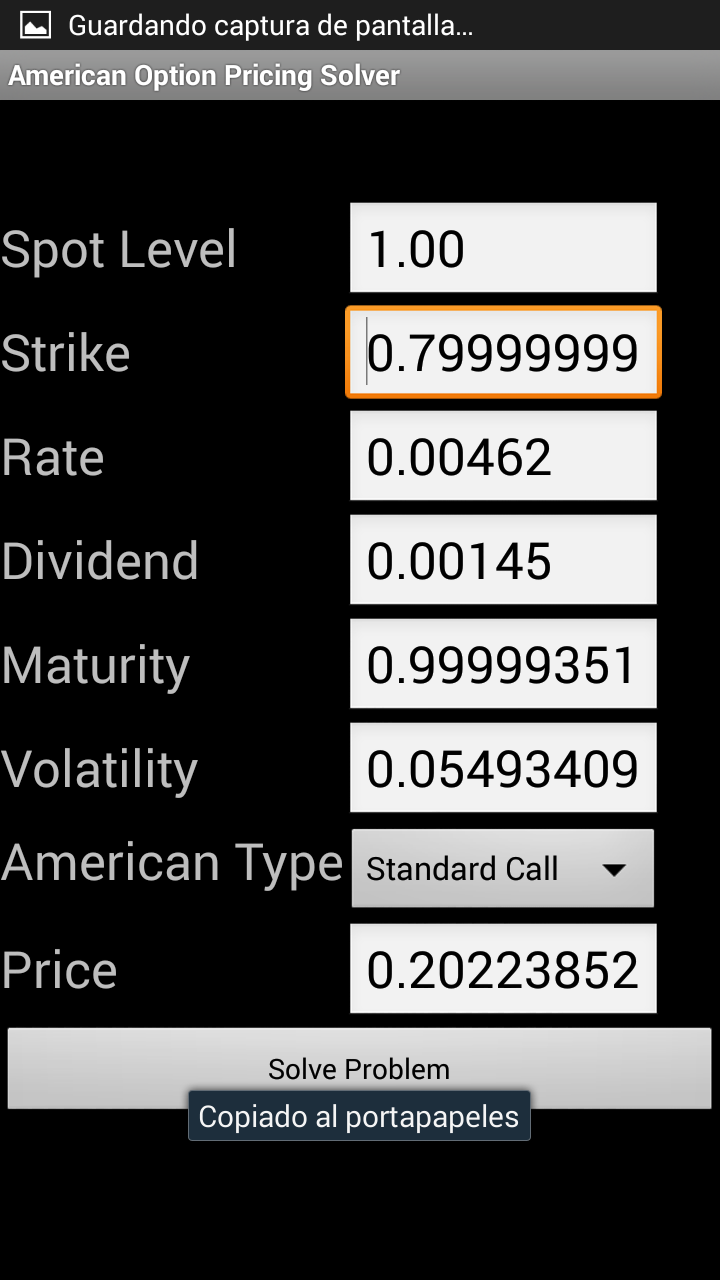 Guardando captura de pantalla...
American Option Pricing Solver
Spot Level 1.00
Strike 0.79999999
Rate 0.00462
Dividend 0.00145
Maturity 0.99999351
Volatility 0.05493409
American Type Standard Call
Price 0.20223852
Solve Problem
Copiado al portapapeles